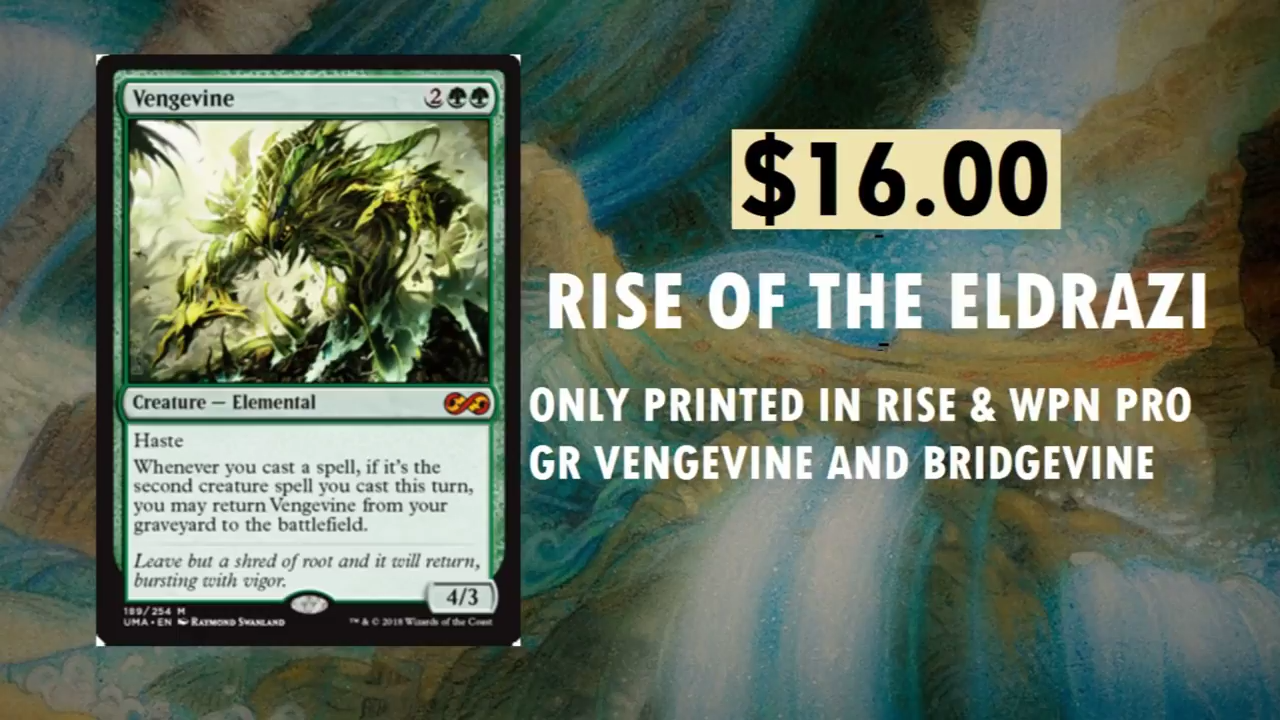 Vengevine 2
Creature — Elemental
Haste
Whenever you cast a spell, if it's the
second creature spell you cast this turn,
you may return Vengevine from your
graveyard to the battlefield.
Leave but a shred of root and it will return,
bursting with vigor.
4/3
189/254 M
UMA • EN Raymond Swanland
™ & © 2018 Wizards of the Coast
$16.00
RISE OF THE ELDRAZI
ONLY PRINTED IN RISE & WPN PRO
GR VENGEVINE AND BRIDGEVINE